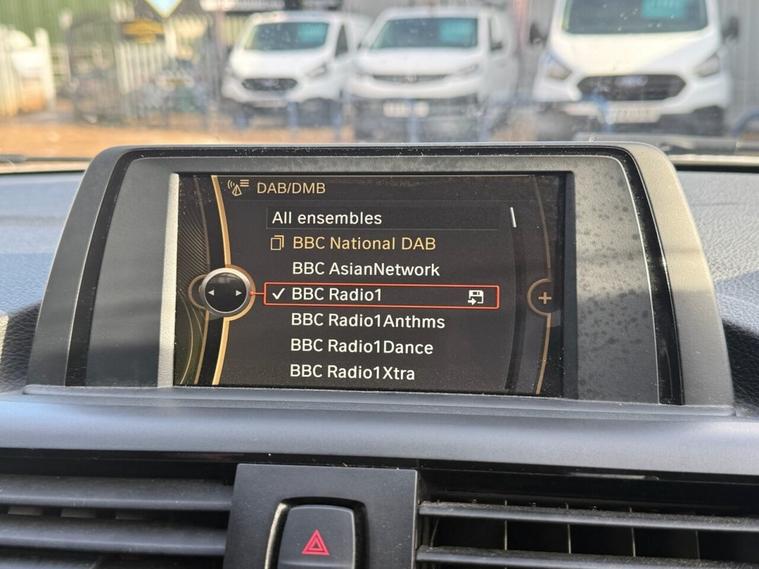 DAB/DMB
All ensembles
BBC National DAB
BBC AsianNetwork
BBC Radio1
BBC Radio1Anthms
BBC Radio1Dance
BBC Radio1Xtra